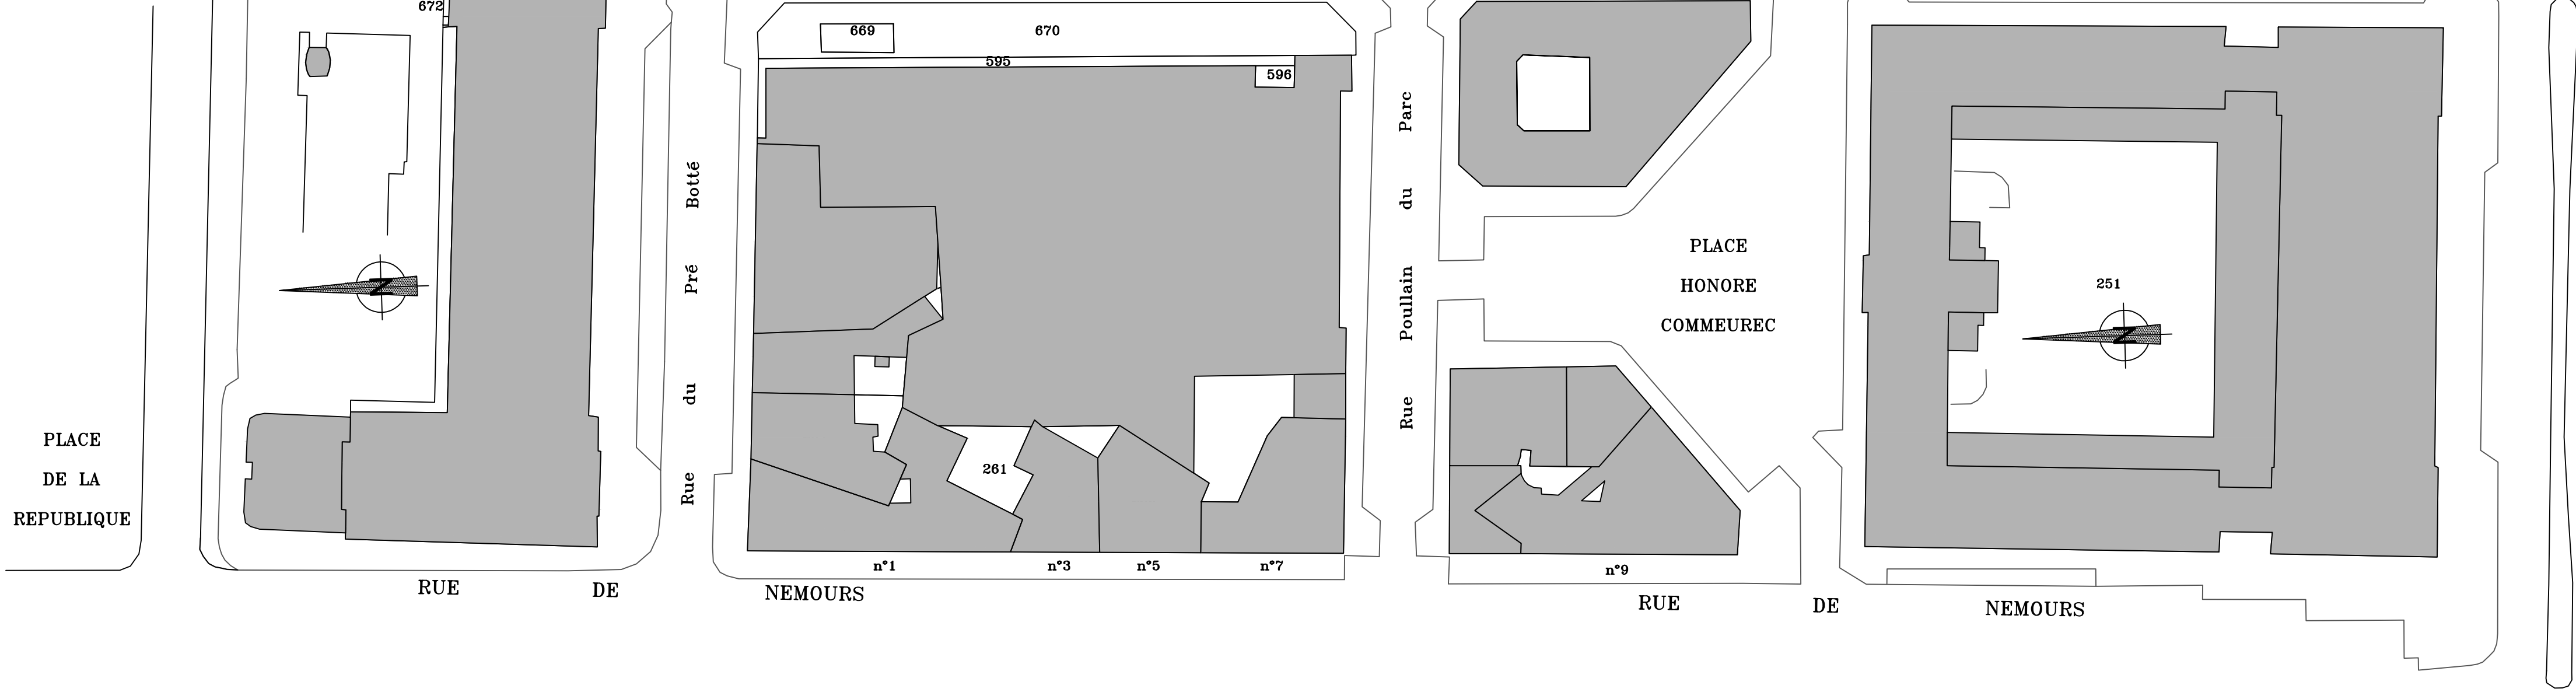 672
669
670
595
596
Rue du Pré Botté
Rue Poullain du Parc
PLACE
HONORE
COMMEUREC
251
N
N
PLACE
DE LA
REPUBLIQUE
261
n°1
n°3
n°5
n°7
n°9
RUE DE NEMOURS
RUE DE NEMOURS